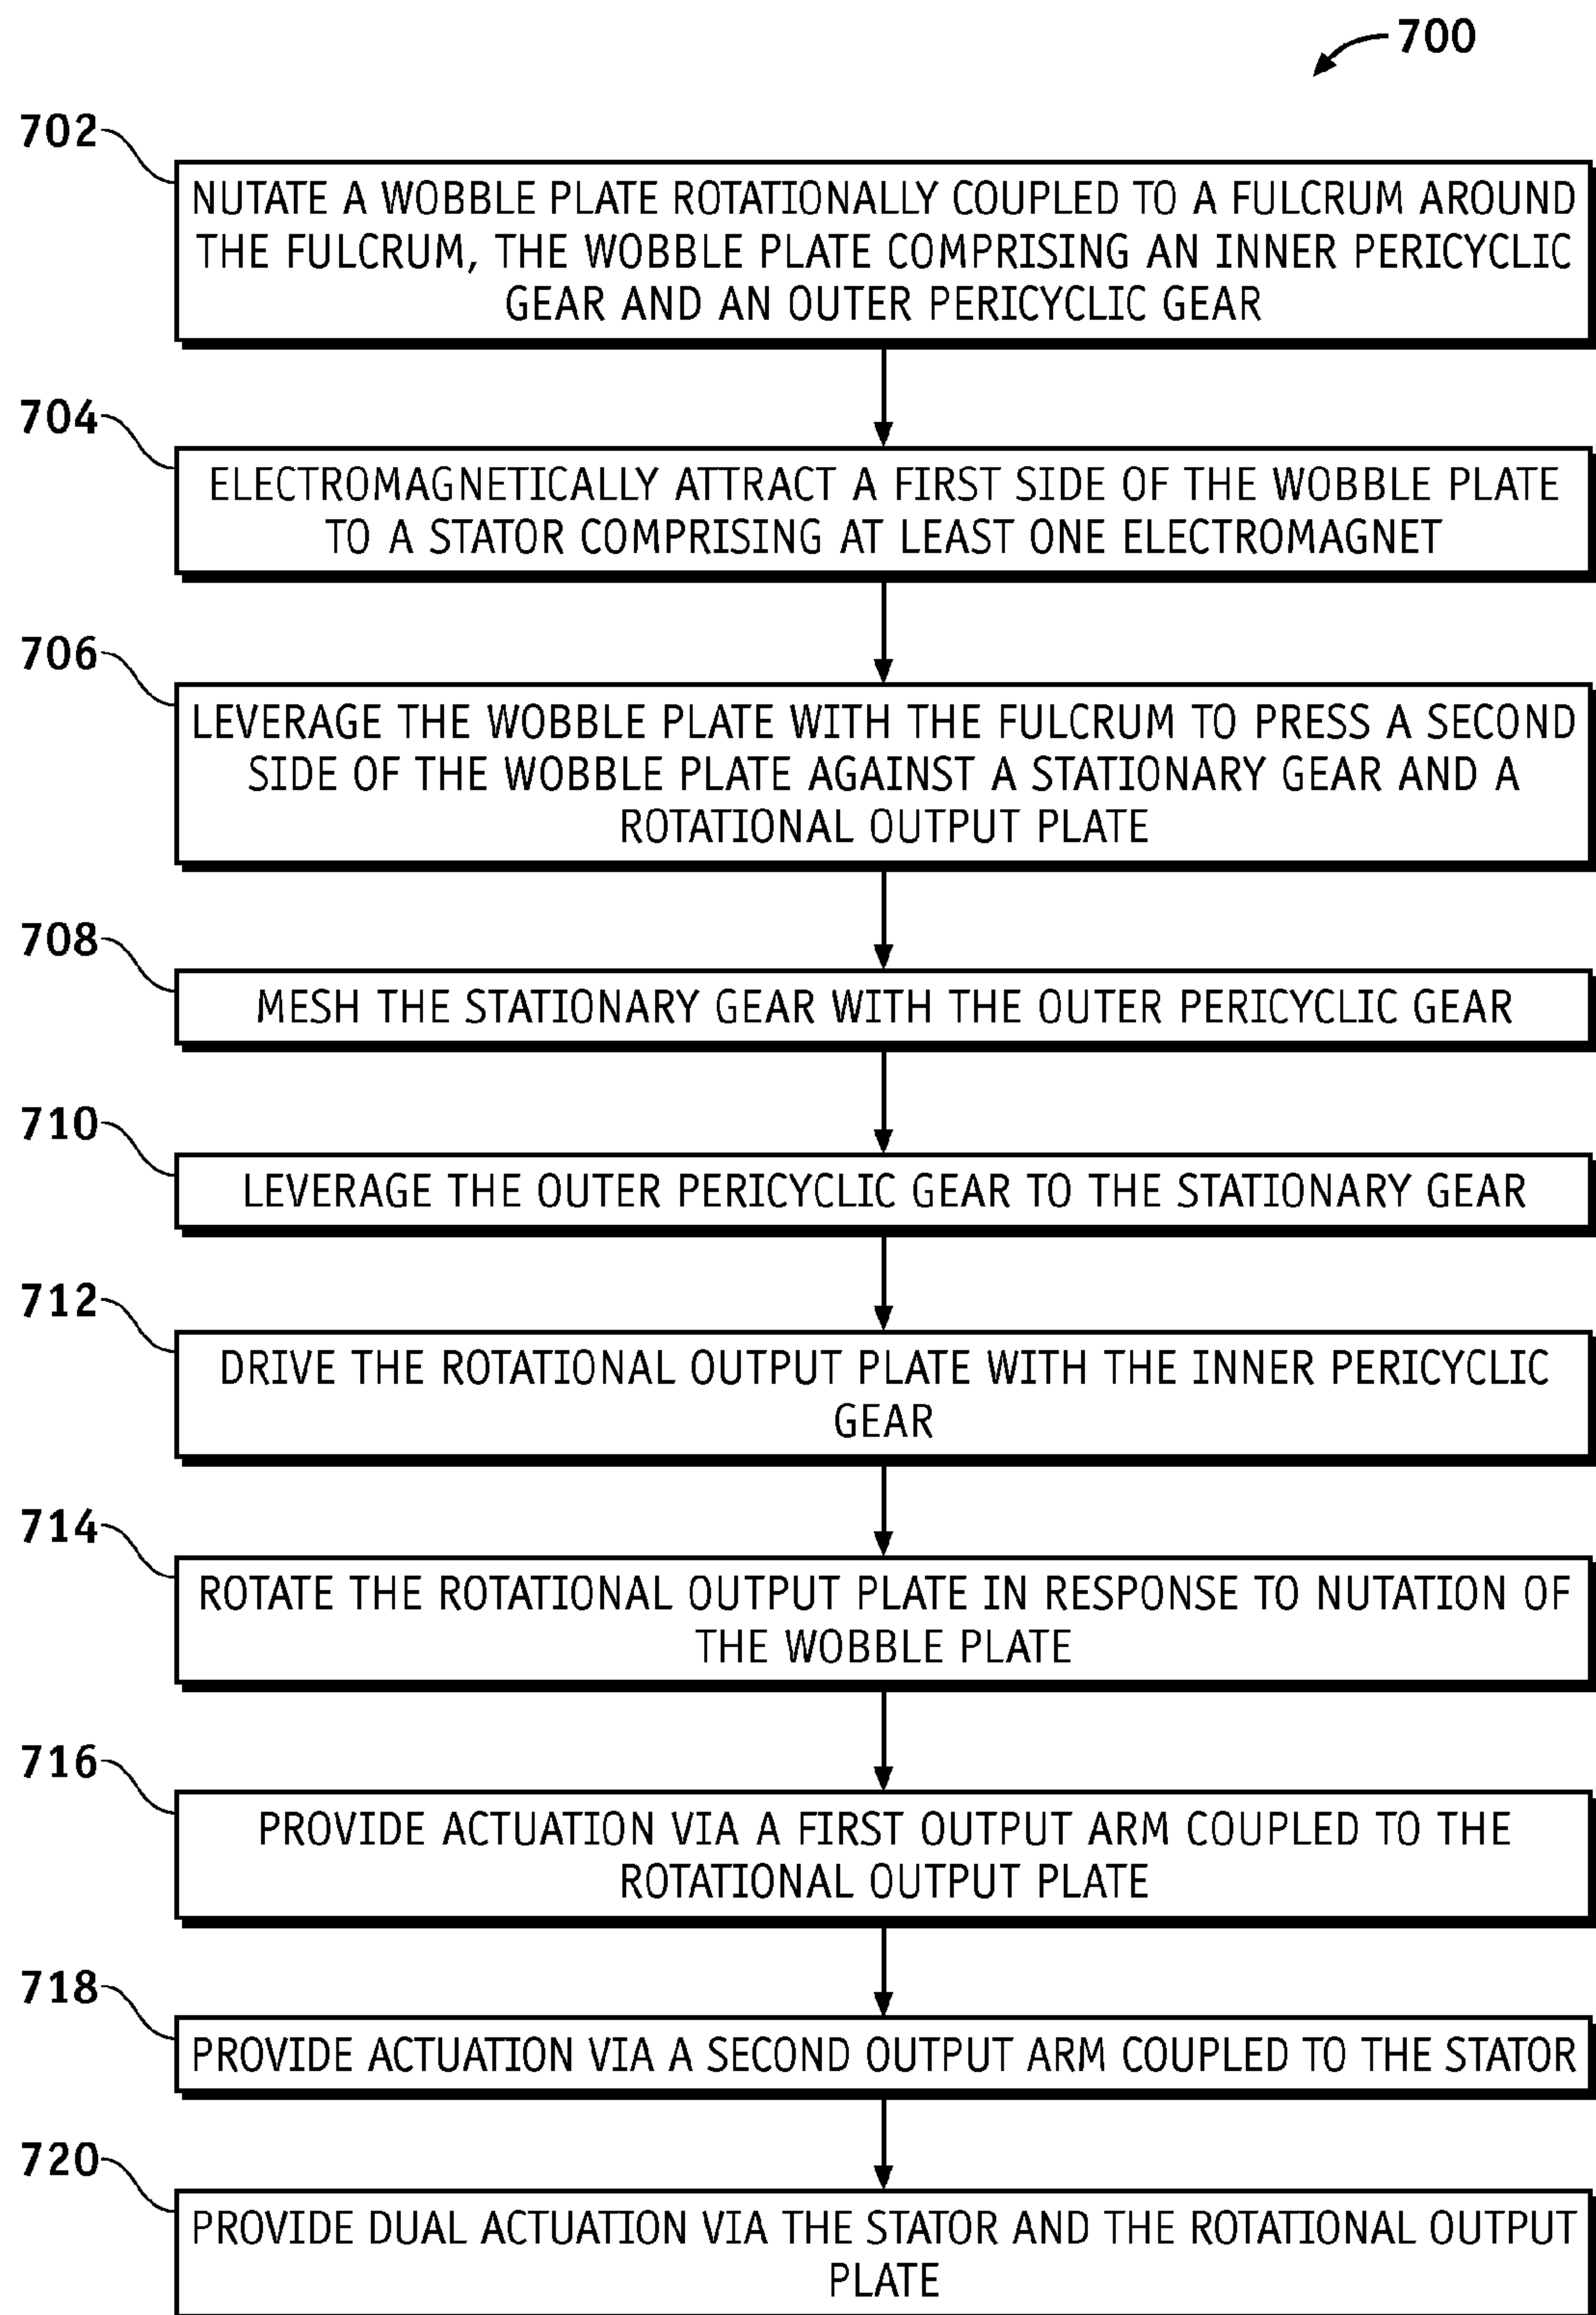 700
702
NUTATE A WOBBLE PLATE ROTATIONALLY COUPLED TO A FULCRUM AROUND
THE FULCRUM, THE WOBBLE PLATE COMPRISING AN INNER PERICYCLIC
GEAR AND AN OUTER PERICYCLIC GEAR
704
ELECTROMAGNETICALLY ATTRACT A FIRST SIDE OF THE WOBBLE PLATE
TO A STATOR COMPRISING AT LEAST ONE ELECTROMAGNET
706
LEVERAGE THE WOBBLE PLATE WITH THE FULCRUM TO PRESS A SECOND
SIDE OF THE WOBBLE PLATE AGAINST A STATIONARY GEAR AND A
ROTATIONAL OUTPUT PLATE
708
MESH THE STATIONARY GEAR WITH THE OUTER PERICYCLIC GEAR
710
LEVERAGE THE OUTER PERICYCLIC GEAR TO THE STATIONARY GEAR
712
DRIVE THE ROTATIONAL OUTPUT PLATE WITH THE INNER PERICYCLIC
GEAR
714
ROTATE THE ROTATIONAL OUTPUT PLATE IN RESPONSE TO NUTATION OF
THE WOBBLE PLATE
716
PROVIDE ACTUATION VIA A FIRST OUTPUT ARM COUPLED TO THE
ROTATIONAL OUTPUT PLATE
718
PROVIDE ACTUATION VIA A SECOND OUTPUT ARM COUPLED TO THE STATOR
720
PROVIDE DUAL ACTUATION VIA THE STATOR AND THE ROTATIONAL OUTPUT
PLATE